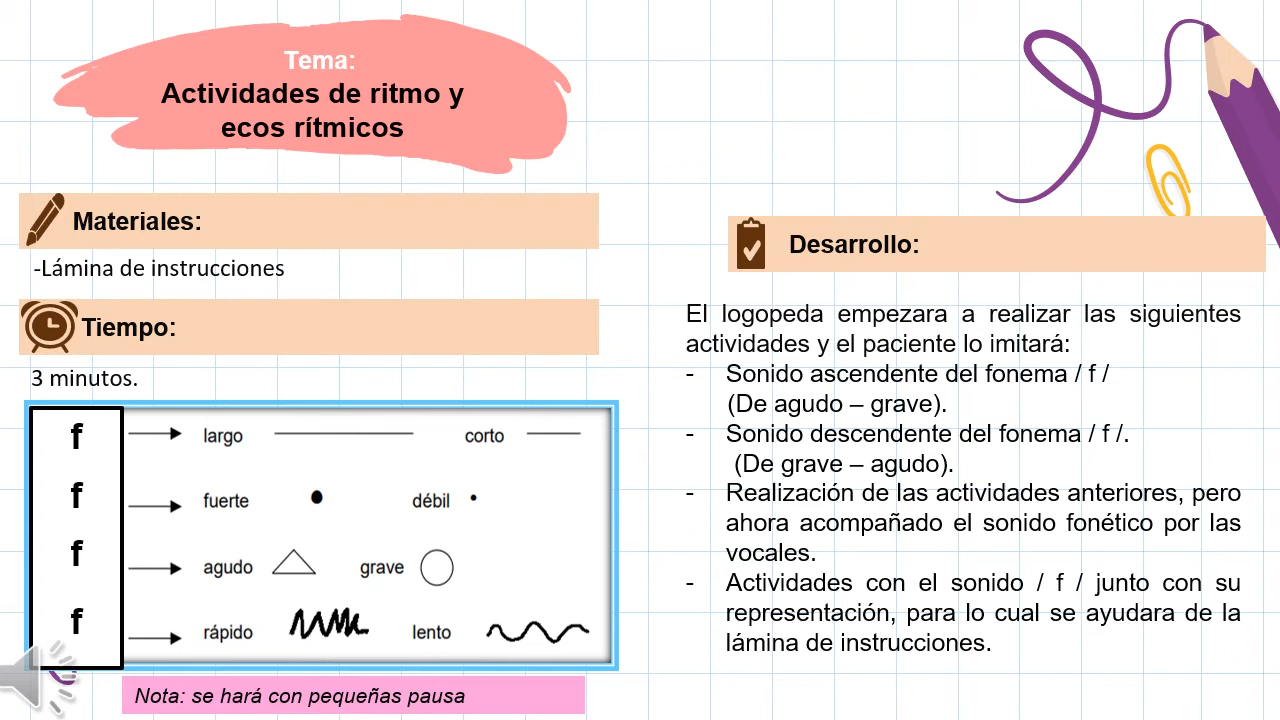 Tema:
Actividades de ritmo y
ecos rítmicos
Materiales:
-Lámina de instrucciones
Tiempo:
3 minutos.
f largo corto
f fuerte débil
f agudo grave
f rápido lento
Nota: se hará con pequeñas pausa
Desarrollo:
El logopeda empezara a realizar las siguientes
actividades y el paciente lo imitará:
- Sonido ascendente del fonema / f /
(De agudo – grave).
- Sonido descendente del fonema / f /.
(De grave – agudo).
- Realización de las actividades anteriores, pero
ahora acompañado el sonido fonético por las
vocales.
- Actividades con el sonido / f / junto con su
representación, para lo cual se ayudara de la
lámina de instrucciones.